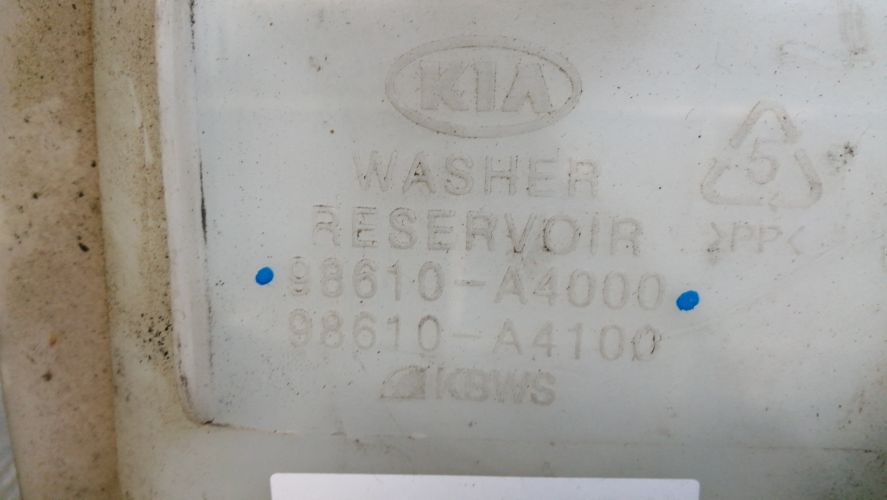 KIA
WASHER
RESERVOIR
98610-A4000
98610-A4100
KBWS
5
>PP<